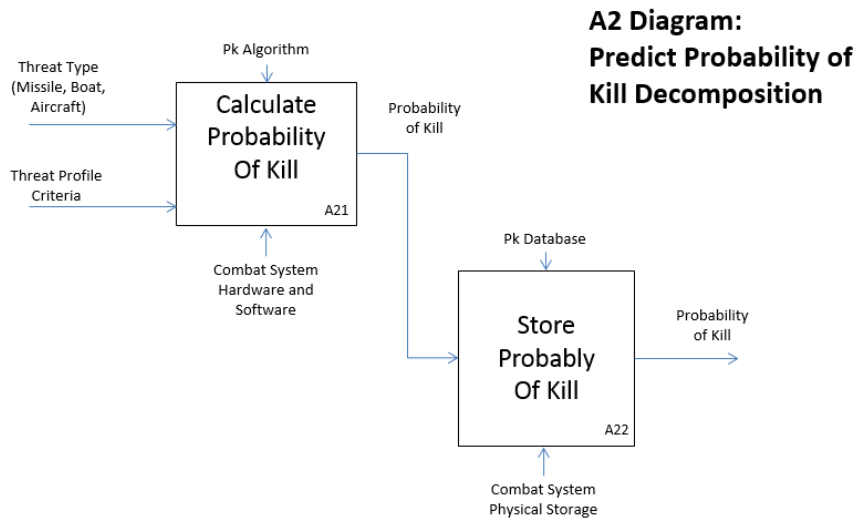 A2 Diagram:
Predict Probability of
Kill Decomposition
Pk Algorithm
Threat Type
(Missile, Boat,
Aircraft)
Calculate
Probability
Of Kill
A21
Probability
of Kill
Threat Profile
Criteria
Combat System
Hardware and
Software
Pk Database
Store
Probably
Of Kill
A22
Probability
of Kill
Combat System
Physical Storage